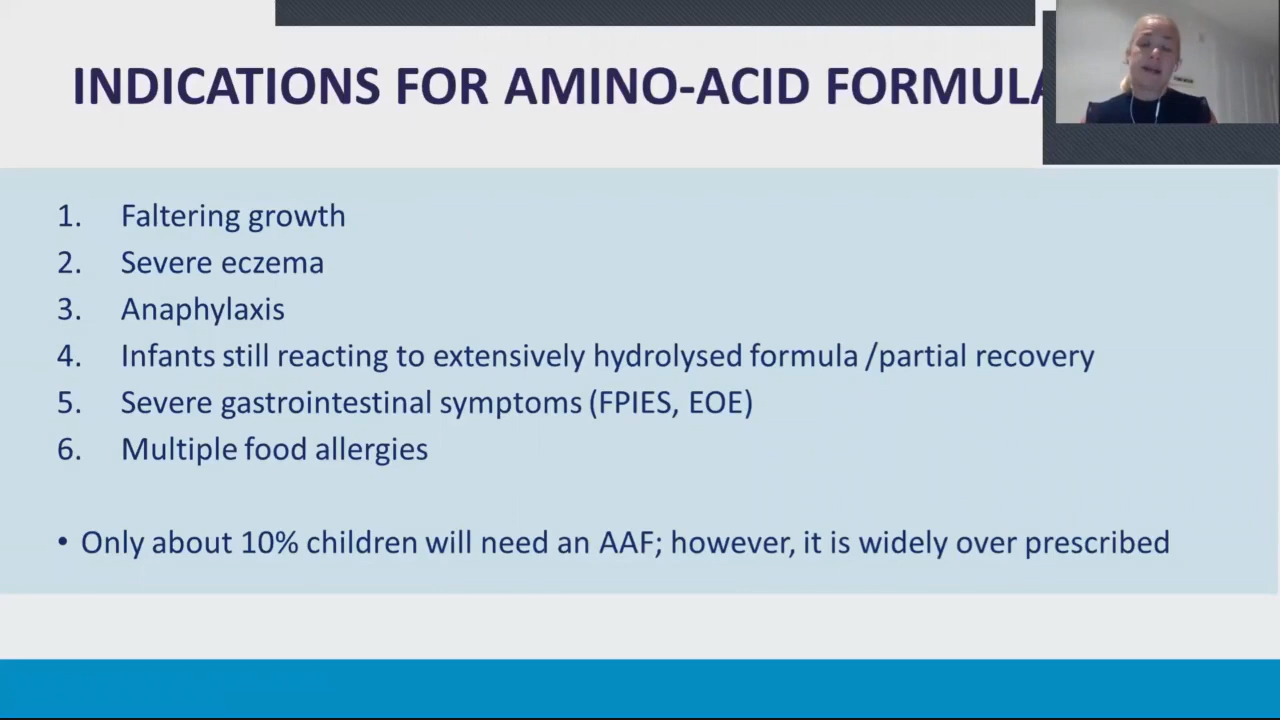 INDICATIONS FOR AMINO-ACID FORMULA
1. Faltering growth
2. Severe eczema
3. Anaphylaxis
4. Infants still reacting to extensively hydrolysed formula /partial recovery
5. Severe gastrointestinal symptoms (FPIES, EOE)
6. Multiple food allergies
• Only about 10% children will need an AAF; however, it is widely over prescribed